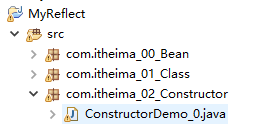 MyReflect
src
com.itheima_00_Bean
com.itheima_01_Class
com.itheima_02_Constructor
ConstructorDemo_0.java